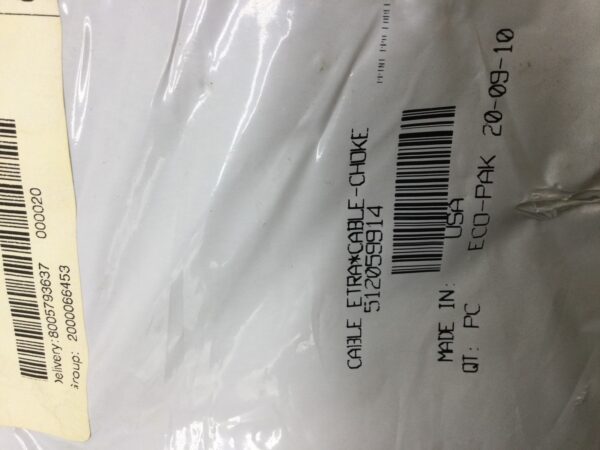 Delivery:8005793637 000020
Group: 2000066453
CABLE ETRA*CABLE-CHOKE
512059914
MADE IN: USA
QT: PC ECO-PAK 20-09-10